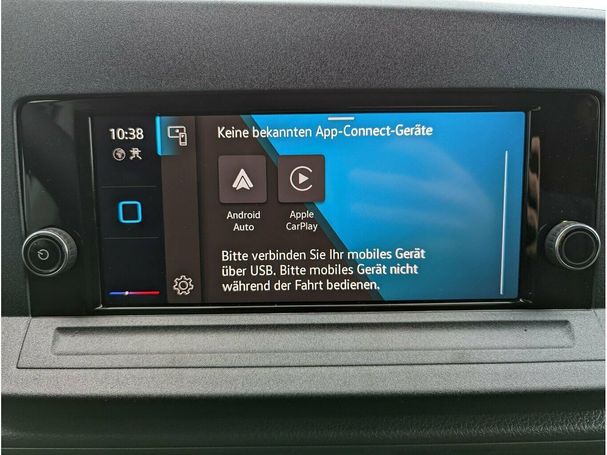 10:38
Keine bekannten App-Connect-Geräte
Android
Auto
Apple
CarPlay
Bitte verbinden Sie Ihr mobiles Gerät
über USB. Bitte mobiles Gerät nicht
während der Fahrt bedienen.